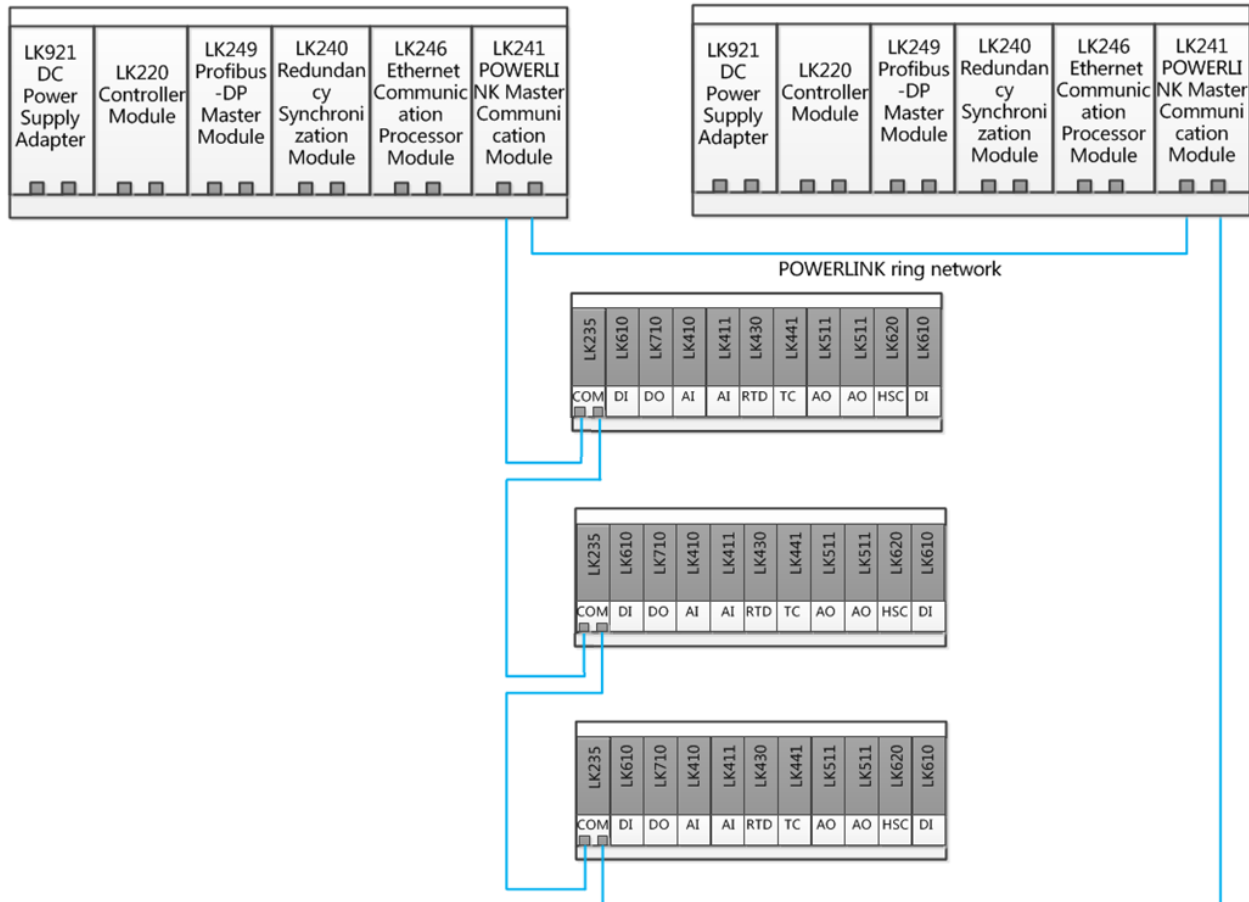 LK921
DC
Power
Supply
Adapter
LK220
Controller
Module
LK249
Profibus
-DP
Master
Module
LK240
Redundan
cy
Synchroni
zation
Module
LK246
Ethernet
Communic
ation
Processor
Module
LK241
POWERLI
NK Master
Communi
cation
Module
LK921
DC
Power
Supply
Adapter
LK220
Controller
Module
LK249
Profibus
-DP
Master
Module
LK240
Redundan
cy
Synchroni
zation
Module
LK246
Ethernet
Communic
ation
Processor
Module
LK241
POWERLI
NK Master
Communi
cation
Module
POWERLINK ring network
LK235 LK610 LK710 LK410 LK411 LK430 LK441 LK511 LK511 LK620 LK610
COM DI DO AI AI RTD TC AO AO HSC DI
LK235 LK610 LK710 LK410 LK411 LK430 LK441 LK511 LK511 LK620 LK610
COM DI DO AI AI RTD TC AO AO HSC DI
LK235 LK610 LK710 LK410 LK411 LK430 LK441 LK511 LK511 LK620 LK610
COM DI DO AI AI RTD TC AO AO HSC DI